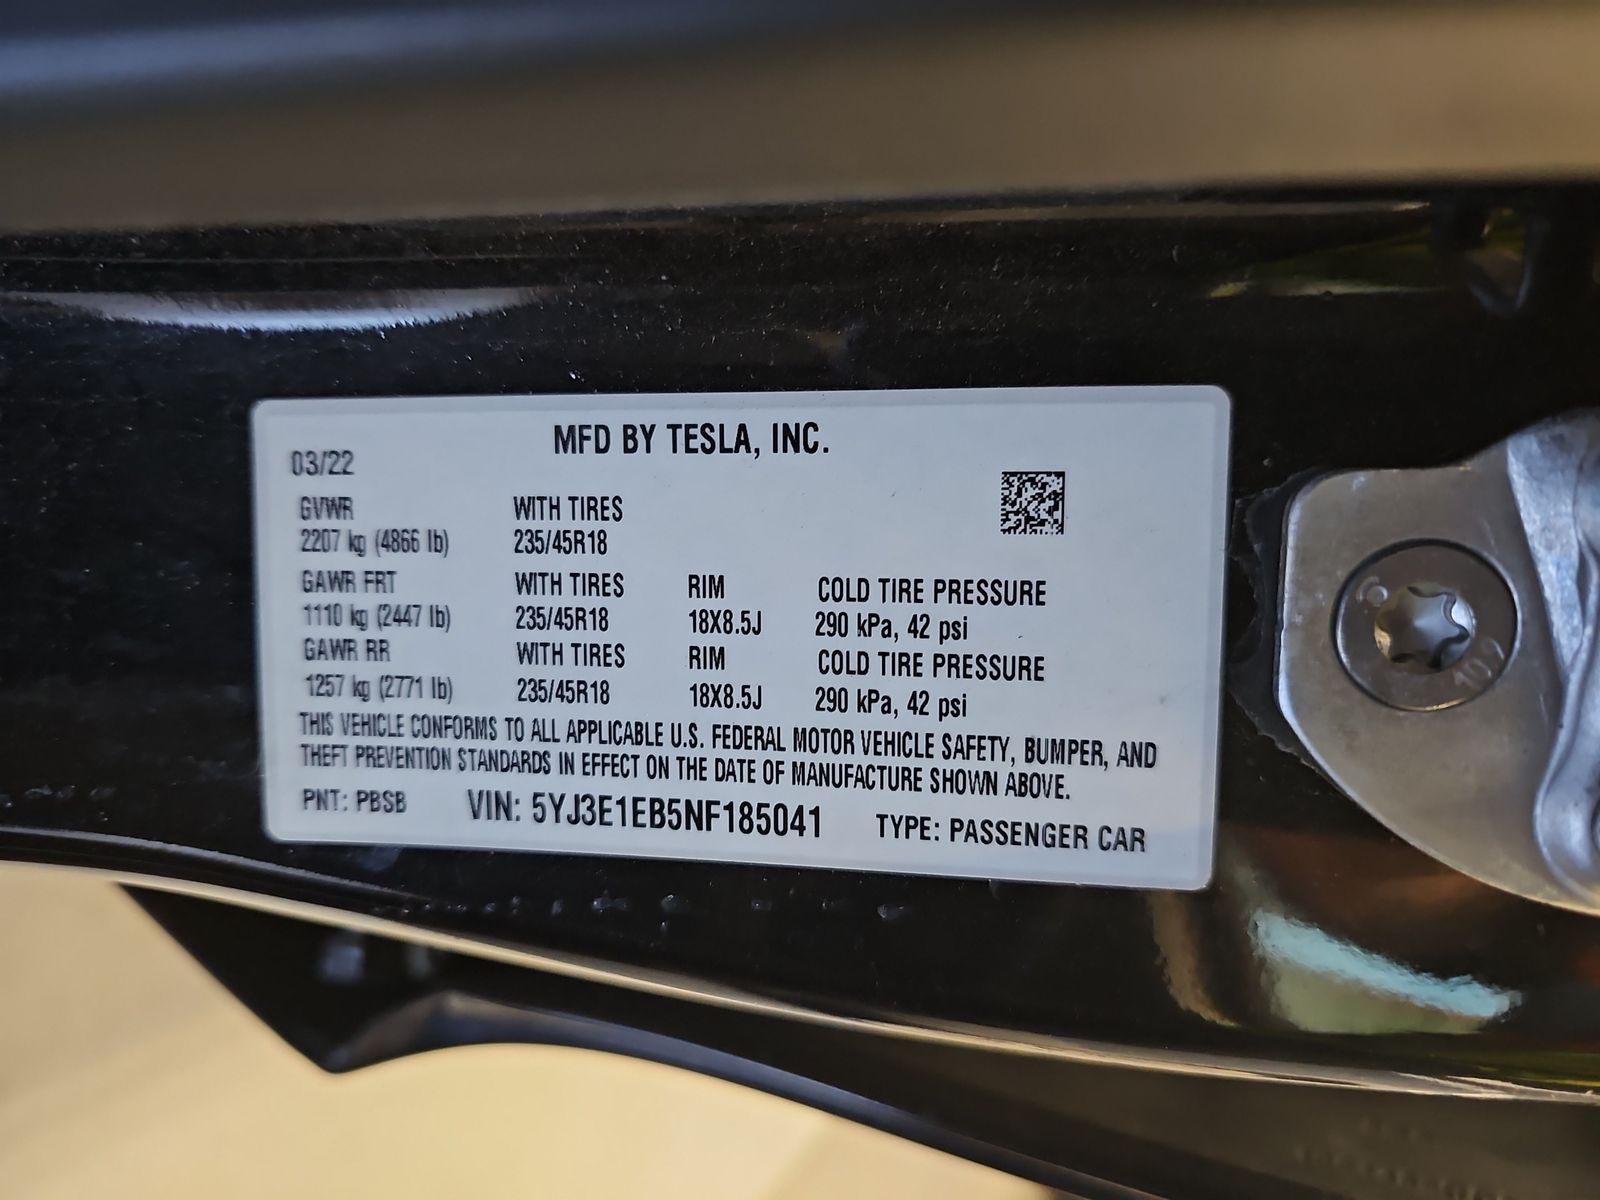 MFD BY TESLA, INC.
03/22
GVWR WITH TIRES
2207 kg (4866 lb) 235/45R18
GAWR FRT WITH TIRES RIM COLD TIRE PRESSURE
1110 kg (2447 lb) 235/45R18 18X8.5J 290 kPa, 42 psi
GAWR RR WITH TIRES RIM COLD TIRE PRESSURE
1257 kg (2771 lb) 235/45R18 18X8.5J 290 kPa, 42 psi
THIS VEHICLE CONFORMS TO ALL APPLICABLE U.S. FEDERAL MOTOR VEHICLE SAFETY, BUMPER, AND
THEFT PREVENTION STANDARDS IN EFFECT ON THE DATE OF MANUFACTURE SHOWN ABOVE.
PNT: PBSB VIN: 5YJ3E1EB5NF185041 TYPE: PASSENGER CAR